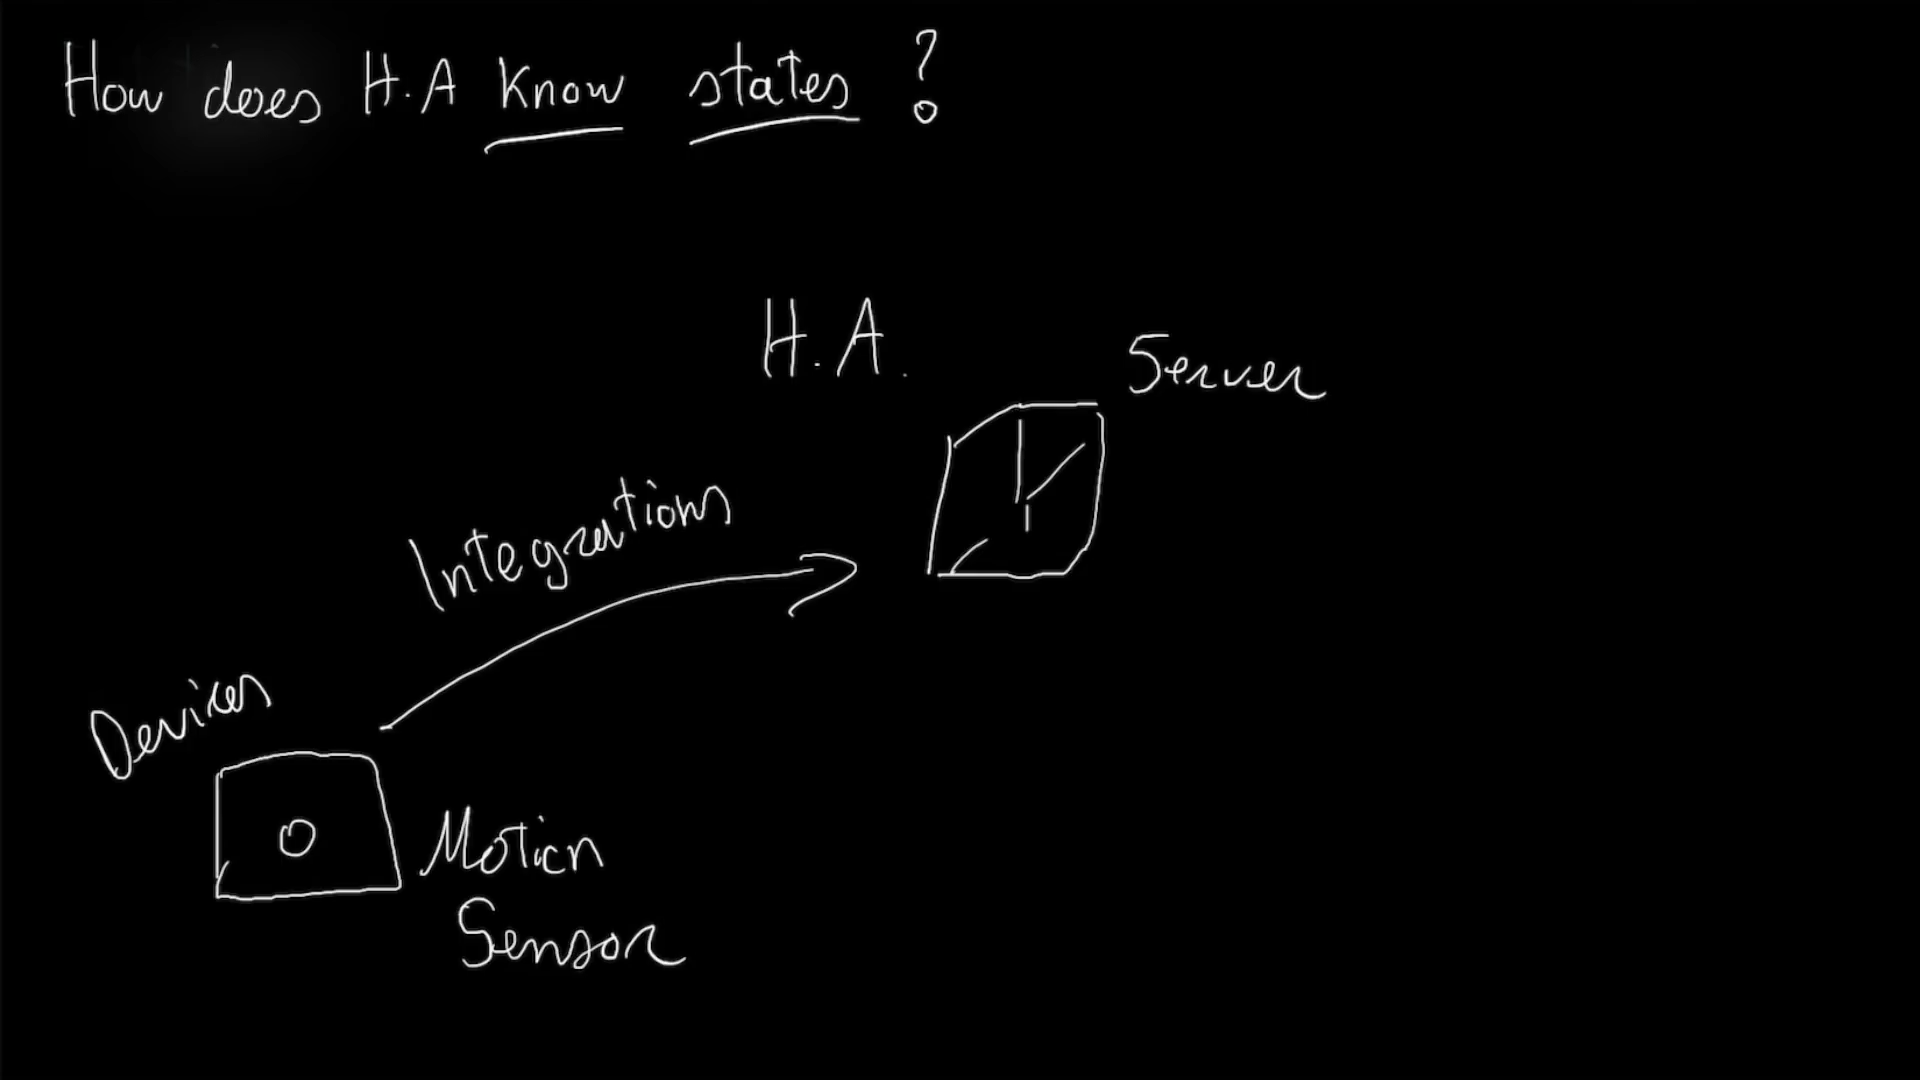 How does H.A know states ?
H.A.
Server
Integrations
Devices
Motion
Sensor